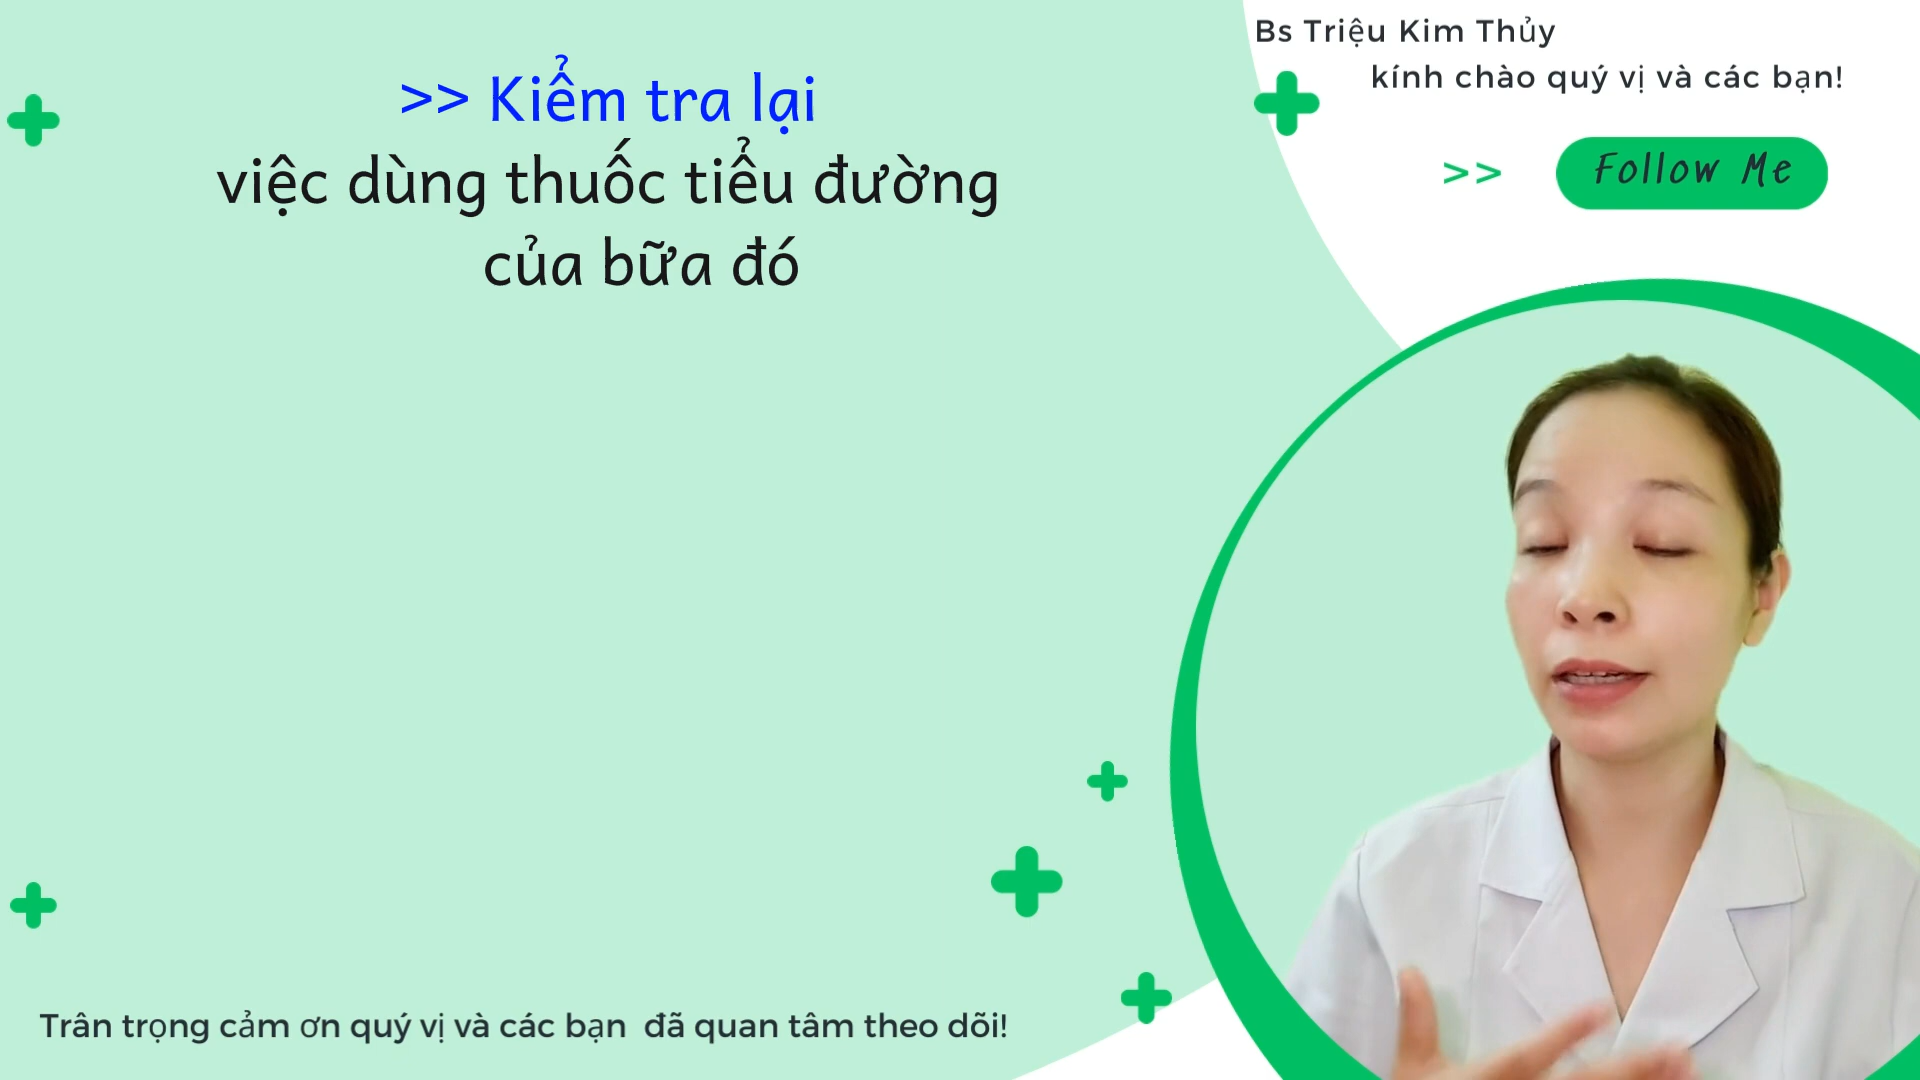 >> Kiểm tra lại
việc dùng thuốc tiểu đường
của bữa đó
Bs Triệu Kim Thủy
kính chào quý vị và các bạn!
>> Follow Me
Trân trọng cảm ơn quý vị và các bạn đã quan tâm theo dõi!